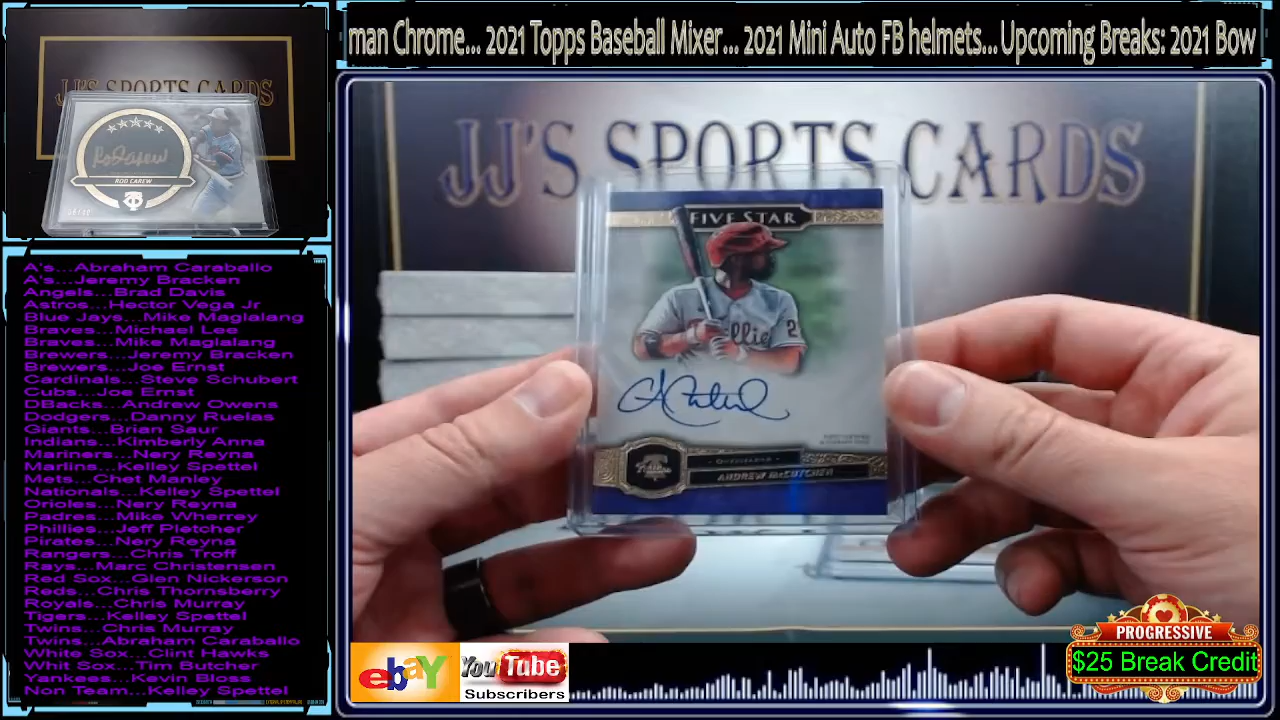 man Chrome... 2021 Topps Baseball Mixer... 2021 Mini Auto FB helmets... Upcoming Breaks: 2021 Bow
JJ'S SPORTS CARDS
ROD CAREW
JJ'S SPORTS CARDS
FIVE STAR
OUTFIELDER
ANDREW McCUTCHEN
A's...Abraham Caraballo
A's...Jeremy Bracken
Angels...Brad Davis
Astros...Hector Vega Jr
Blue Jays...Mike Maglalang
Braves...Michael Lee
Braves...Mike Maglalang
Brewers...Jeremy Bracken
Brewers...Joe Ernst
Cardinals...Steve Schubert
Cubs...Joe Ernst
DBacks...Andrew Owens
Dodgers...Danny Ruelas
Giants...Brian Saur
Indians...Kimberly Anna
Mariners...Nery Reyna
Marlins...Kelley Spettel
Mets...Chet Manley
Nationals...Kelley Spettel
Orioles...Nery Reyna
Padres...Mike Wherrey
Phillies...Jeff Pletcher
Pirates...Nery Reyna
Rangers...Chris Troff
Rays...Marc Christensen
Red Sox...Glen Nickerson
Reds...Chris Thornsberry
Royals...Chris Murray
Tigers...Kelley Spettel
Twins...Chris Murray
Twins...Abraham Caraballo
White Sox...Clint Hawks
Whit Sox...Tim Butcher
Yankees...Kevin Bloss
Non Team...Kelley Spettel
ebay
YouTube
Subscribers
PROGRESSIVE
$25 Break Credit